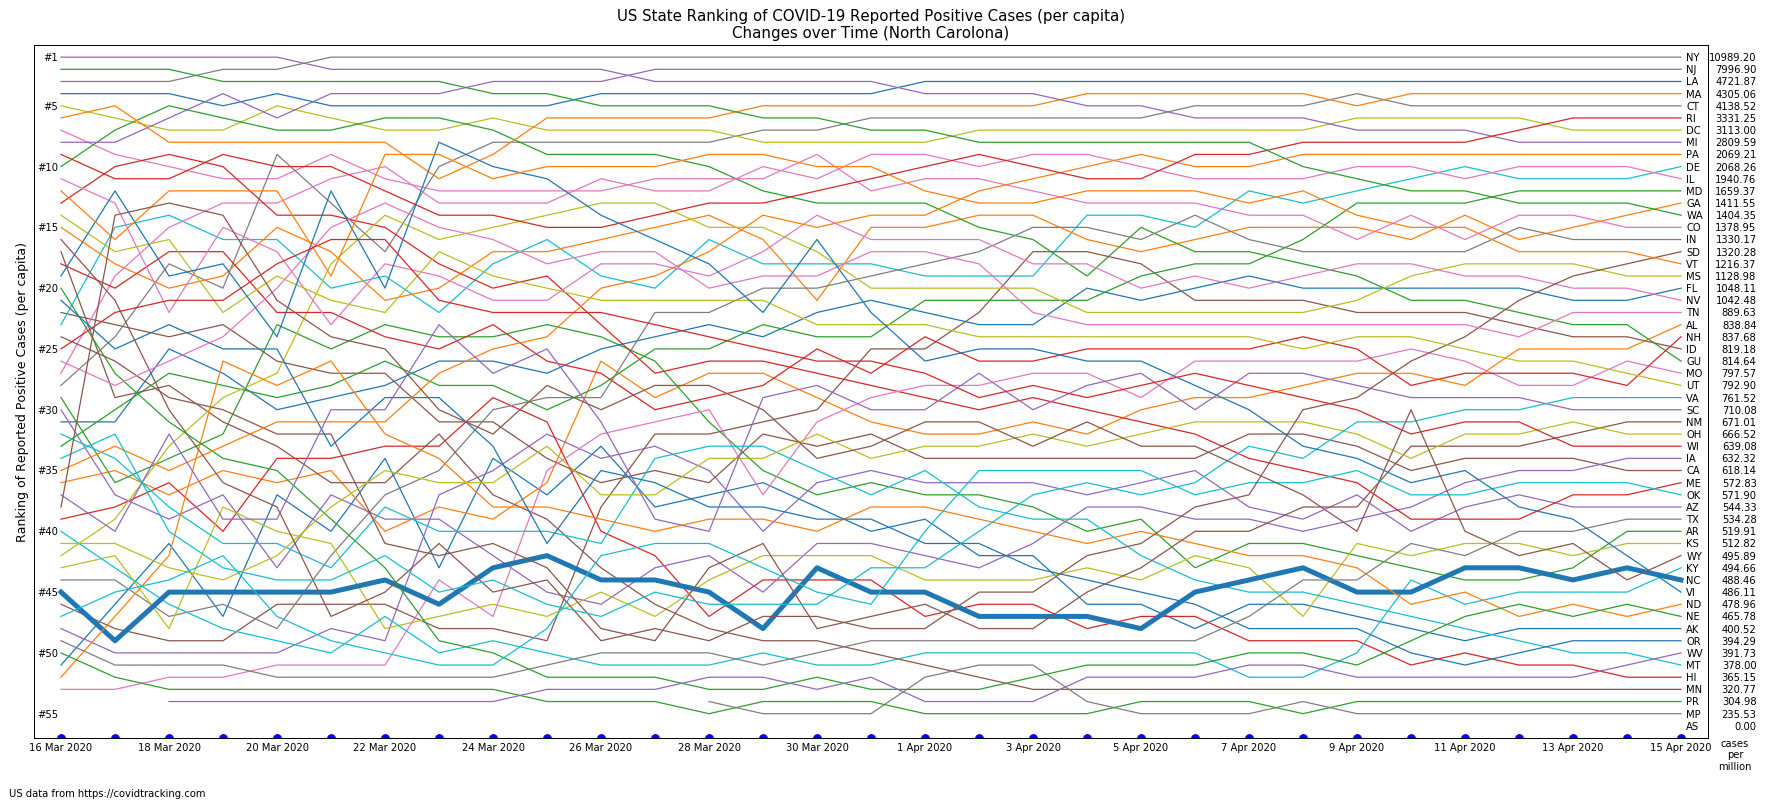 US State Ranking of COVID-19 Reported Positive Cases (per capita)
Changes over Time (North Carolona)
Ranking of Reported Positive Cases (per capita)
#1
#5
#10
#15
#20
#25
#30
#35
#40
#45
#50
#55
NY 10989.20
NJ 7996.90
LA 4721.87
MA 4305.06
CT 4138.52
RI 3331.25
DC 3113.00
MI 2809.59
PA 2069.21
DE 2068.26
IL 1940.76
MD 1659.37
GA 1411.55
WA 1404.35
CO 1378.95
IN 1330.17
SD 1320.28
VT 1216.37
MS 1128.98
FL 1048.11
NV 1042.48
TN 889.63
AL 838.84
NH 837.68
ID 819.18
GU 814.64
MO 797.57
UT 792.90
VA 761.52
SC 710.08
NM 671.01
OH 666.52
WI 639.08
IA 632.32
CA 618.14
ME 572.83
OK 571.90
AZ 544.33
TX 534.28
AR 519.91
KS 512.82
WY 495.89
KY 494.66
NC 488.46
VI 486.11
ND 478.96
NE 465.78
AK 400.52
OR 394.29
WV 391.73
MT 378.00
HI 365.15
MN 320.77
PR 304.98
MP 235.53
AS 0.00
16 Mar 2020 18 Mar 2020 20 Mar 2020 22 Mar 2020 24 Mar 2020 26 Mar 2020 28 Mar 2020 30 Mar 2020 1 Apr 2020 3 Apr 2020 5 Apr 2020 7 Apr 2020 9 Apr 2020 11 Apr 2020 13 Apr 2020 15 Apr 2020
cases
per
million
US data from https://covidtracking.com